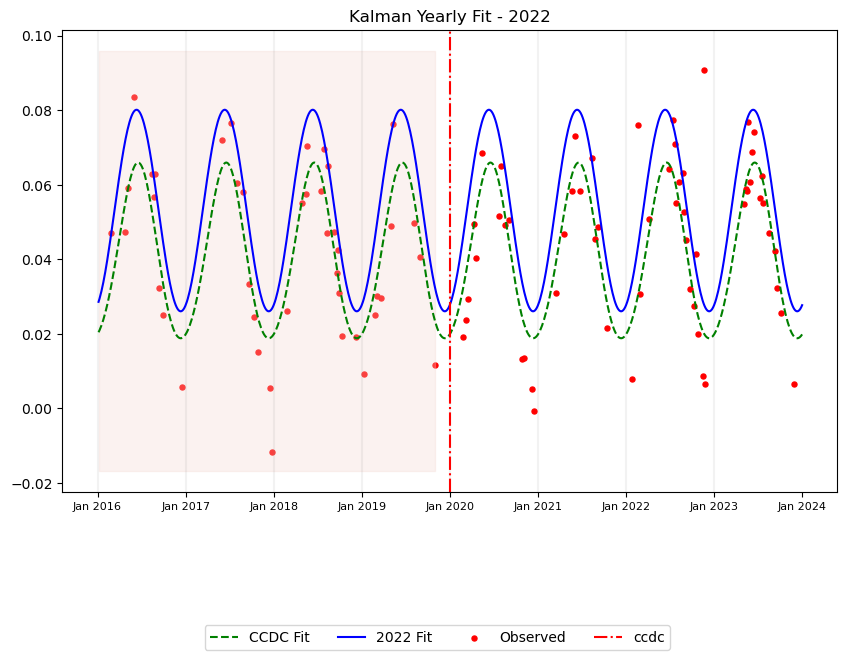 Kalman Yearly Fit - 2022
0.10
0.08
0.06
0.04
0.02
0.00
−0.02
Jan 2016 Jan 2017 Jan 2018 Jan 2019 Jan 2020 Jan 2021 Jan 2022 Jan 2023 Jan 2024
CCDC Fit 2022 Fit Observed ccdc